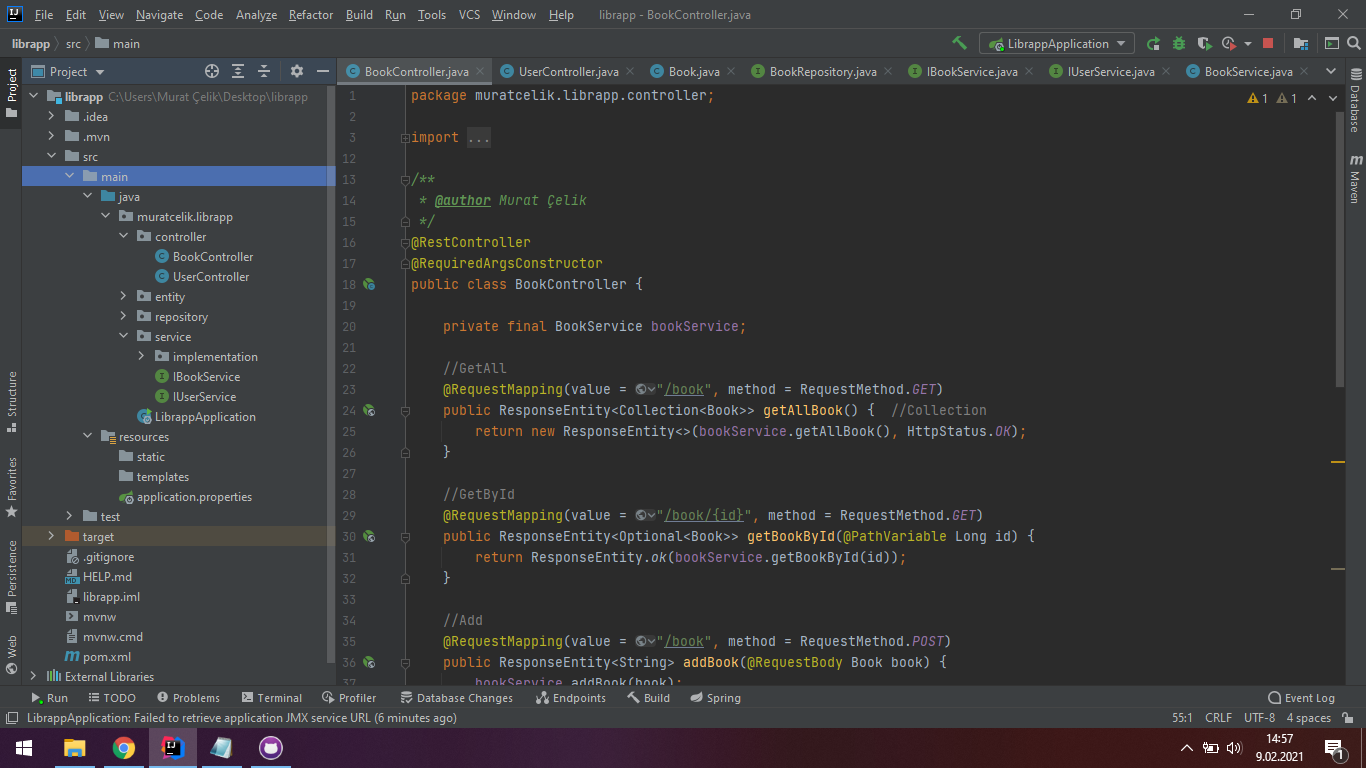 File Edit View Navigate Code Analyze Refactor Build Run Tools VCS Window Help librapp - BookController.java
librapp src main LibrappApplication
Project
BookController.java UserController.java Book.java BookRepository.java IBookService.java IUserService.java BookService.java
Project
librapp C:\Users\Murat Çelik\Desktop\librapp
.idea
.mvn
src
main
java
muratcelik.librapp
controller
BookController
UserController
entity
repository
service
implementation
IBookService
IUserService
LibrappApplication
resources
static
templates
application.properties
test
target
.gitignore
HELP.md
librapp.iml
mvnw
mvnw.cmd
pom.xml
External Libraries
Structure
Favorites
Persistence
Web
1 package muratcelik.librapp.controller;
2
3 import ...
12
13 /**
14 * @author Murat Çelik
15 */
16 @RestController
17 @RequiredArgsConstructor
18 public class BookController {
19
20 private final BookService bookService;
21
22 //GetAll
23 @RequestMapping(value = "/book", method = RequestMethod.GET)
24 public ResponseEntity<Collection<Book>> getAllBook() { //Collection
25 return new ResponseEntity<>(bookService.getAllBook(), HttpStatus.OK);
26 }
27
28 //GetById
29 @RequestMapping(value = "/book/{id}", method = RequestMethod.GET)
30 public ResponseEntity<Optional<Book>> getBookById(@PathVariable Long id) {
31 return ResponseEntity.ok(bookService.getBookById(id));
32 }
33
34 //Add
35 @RequestMapping(value = "/book", method = RequestMethod.POST)
36 public ResponseEntity<String> addBook(@RequestBody Book book) {
37 bookService.addBook(book);
1 1
Database
m Maven
Run TODO Problems Terminal Profiler Database Changes Endpoints Build Spring Event Log
LibrappApplication: Failed to retrieve application JMX service URL (6 minutes ago) 55:1 CRLF UTF-8 4 spaces
14:57
9.02.2021
1